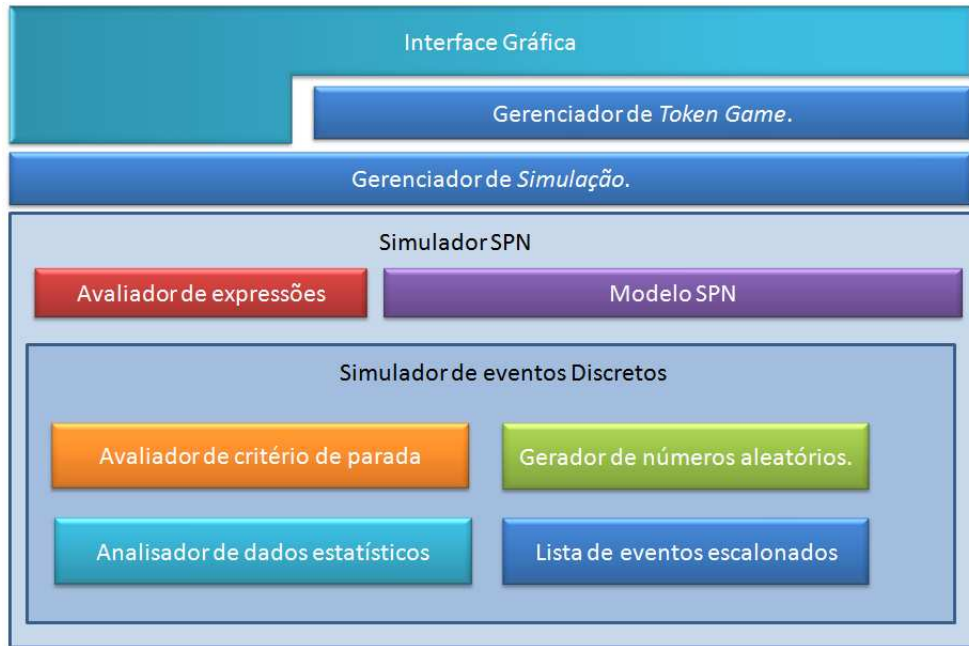 Interface Gráfica
Gerenciador de Token Game.
Gerenciador de Simulação.
Simulador SPN
Avaliador de expressões
Modelo SPN
Simulador de eventos Discretos
Avaliador de critério de parada
Gerador de números aleatórios.
Analisador de dados estatísticos
Lista de eventos escalonados